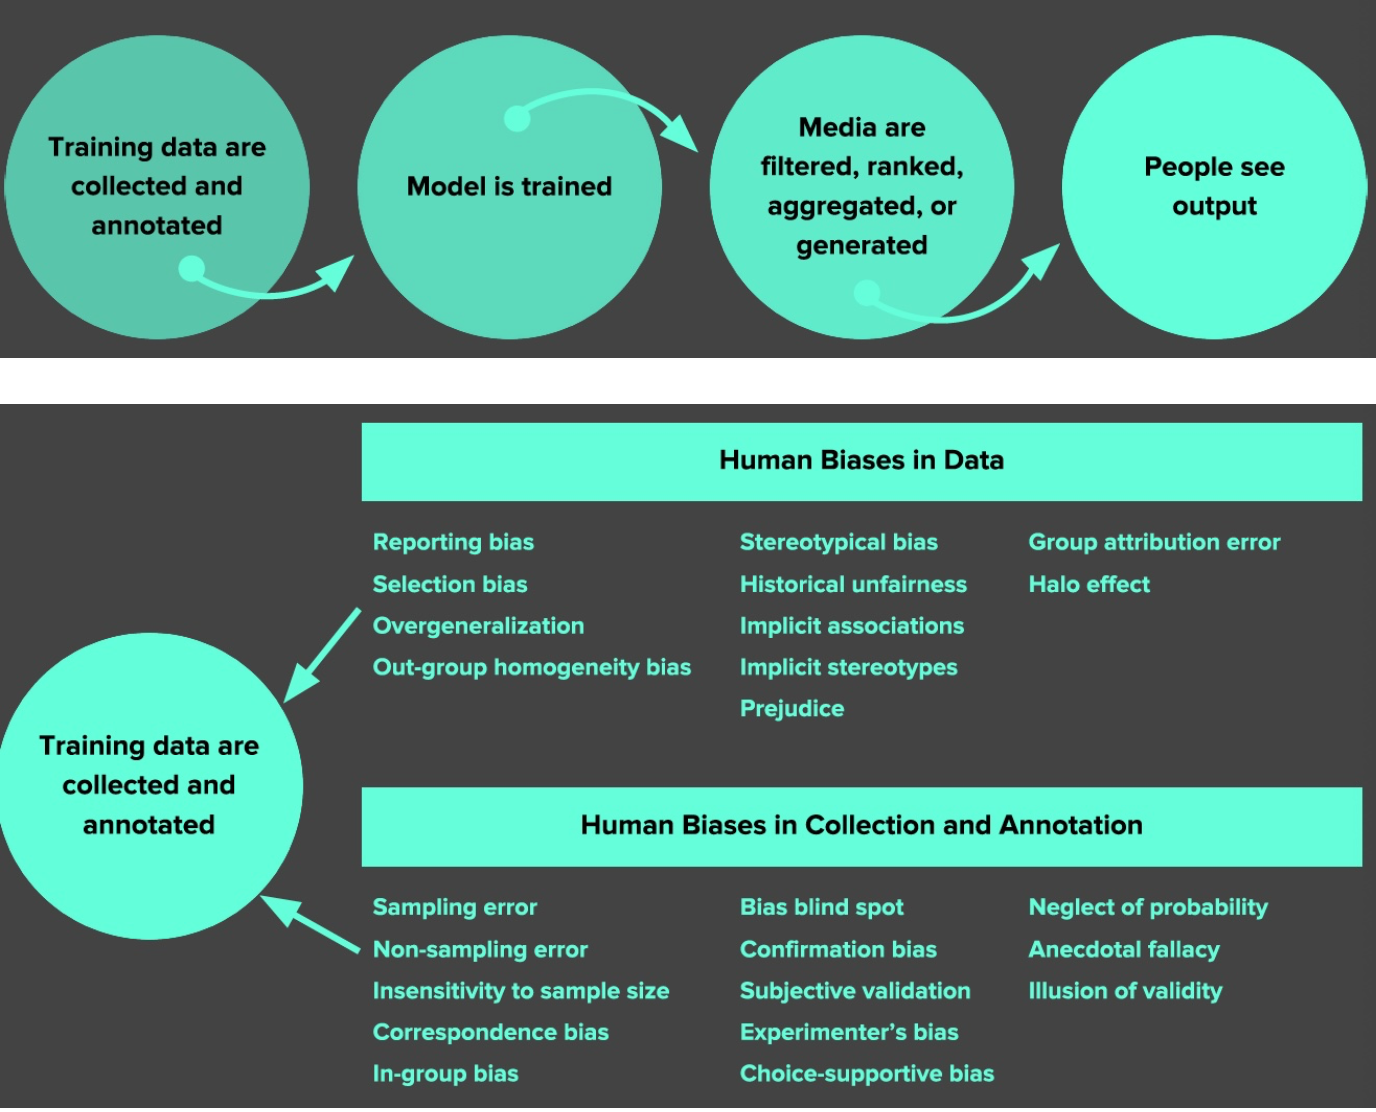 Training data are
collected and
annotated
Model is trained
Media are
filtered, ranked,
aggregated, or
generated
People see
output
Human Biases in Data
Reporting bias
Selection bias
Overgeneralization
Out-group homogeneity bias
Stereotypical bias
Historical unfairness
Implicit associations
Implicit stereotypes
Prejudice
Group attribution error
Halo effect
Training data are
collected and
annotated
Human Biases in Collection and Annotation
Sampling error
Non-sampling error
Insensitivity to sample size
Correspondence bias
In-group bias
Bias blind spot
Confirmation bias
Subjective validation
Experimenter's bias
Choice-supportive bias
Neglect of probability
Anecdotal fallacy
Illusion of validity